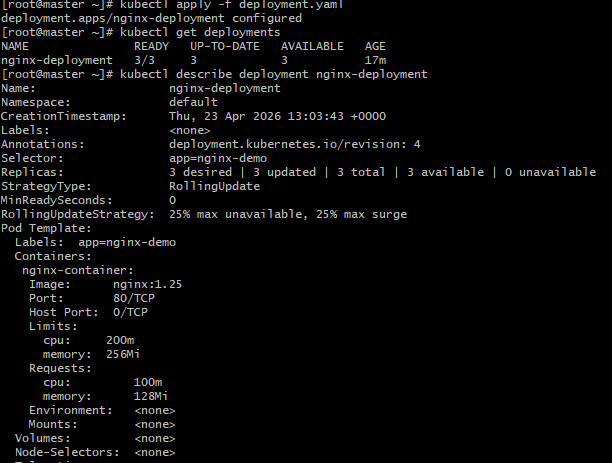 [root@master ~]# kubectl apply -f deployment.yaml
deployment.apps/nginx-deployment configured
[root@master ~]# kubectl get deployments
NAME               READY   UP-TO-DATE   AVAILABLE   AGE
nginx-deployment   3/3     3            3           17m
[root@master ~]# kubectl describe deployment nginx-deployment
Name:                   nginx-deployment
Namespace:              default
CreationTimestamp:      Thu, 23 Apr 2026 13:03:43 +0000
Labels:                 <none>
Annotations:            deployment.kubernetes.io/revision: 4
Selector:               app=nginx-demo
Replicas:               3 desired | 3 updated | 3 total | 3 available | 0 unavailable
StrategyType:           RollingUpdate
MinReadySeconds:        0
RollingUpdateStrategy:  25% max unavailable, 25% max surge
Pod Template:
  Labels:  app=nginx-demo
  Containers:
   nginx-container:
    Image:      nginx:1.25
    Port:       80/TCP
    Host Port:  0/TCP
    Limits:
      cpu:     200m
      memory:  256Mi
    Requests:
      cpu:         100m
      memory:      128Mi
    Environment:   <none>
    Mounts:        <none>
  Volumes:         <none>
  Node-Selectors:  <none>